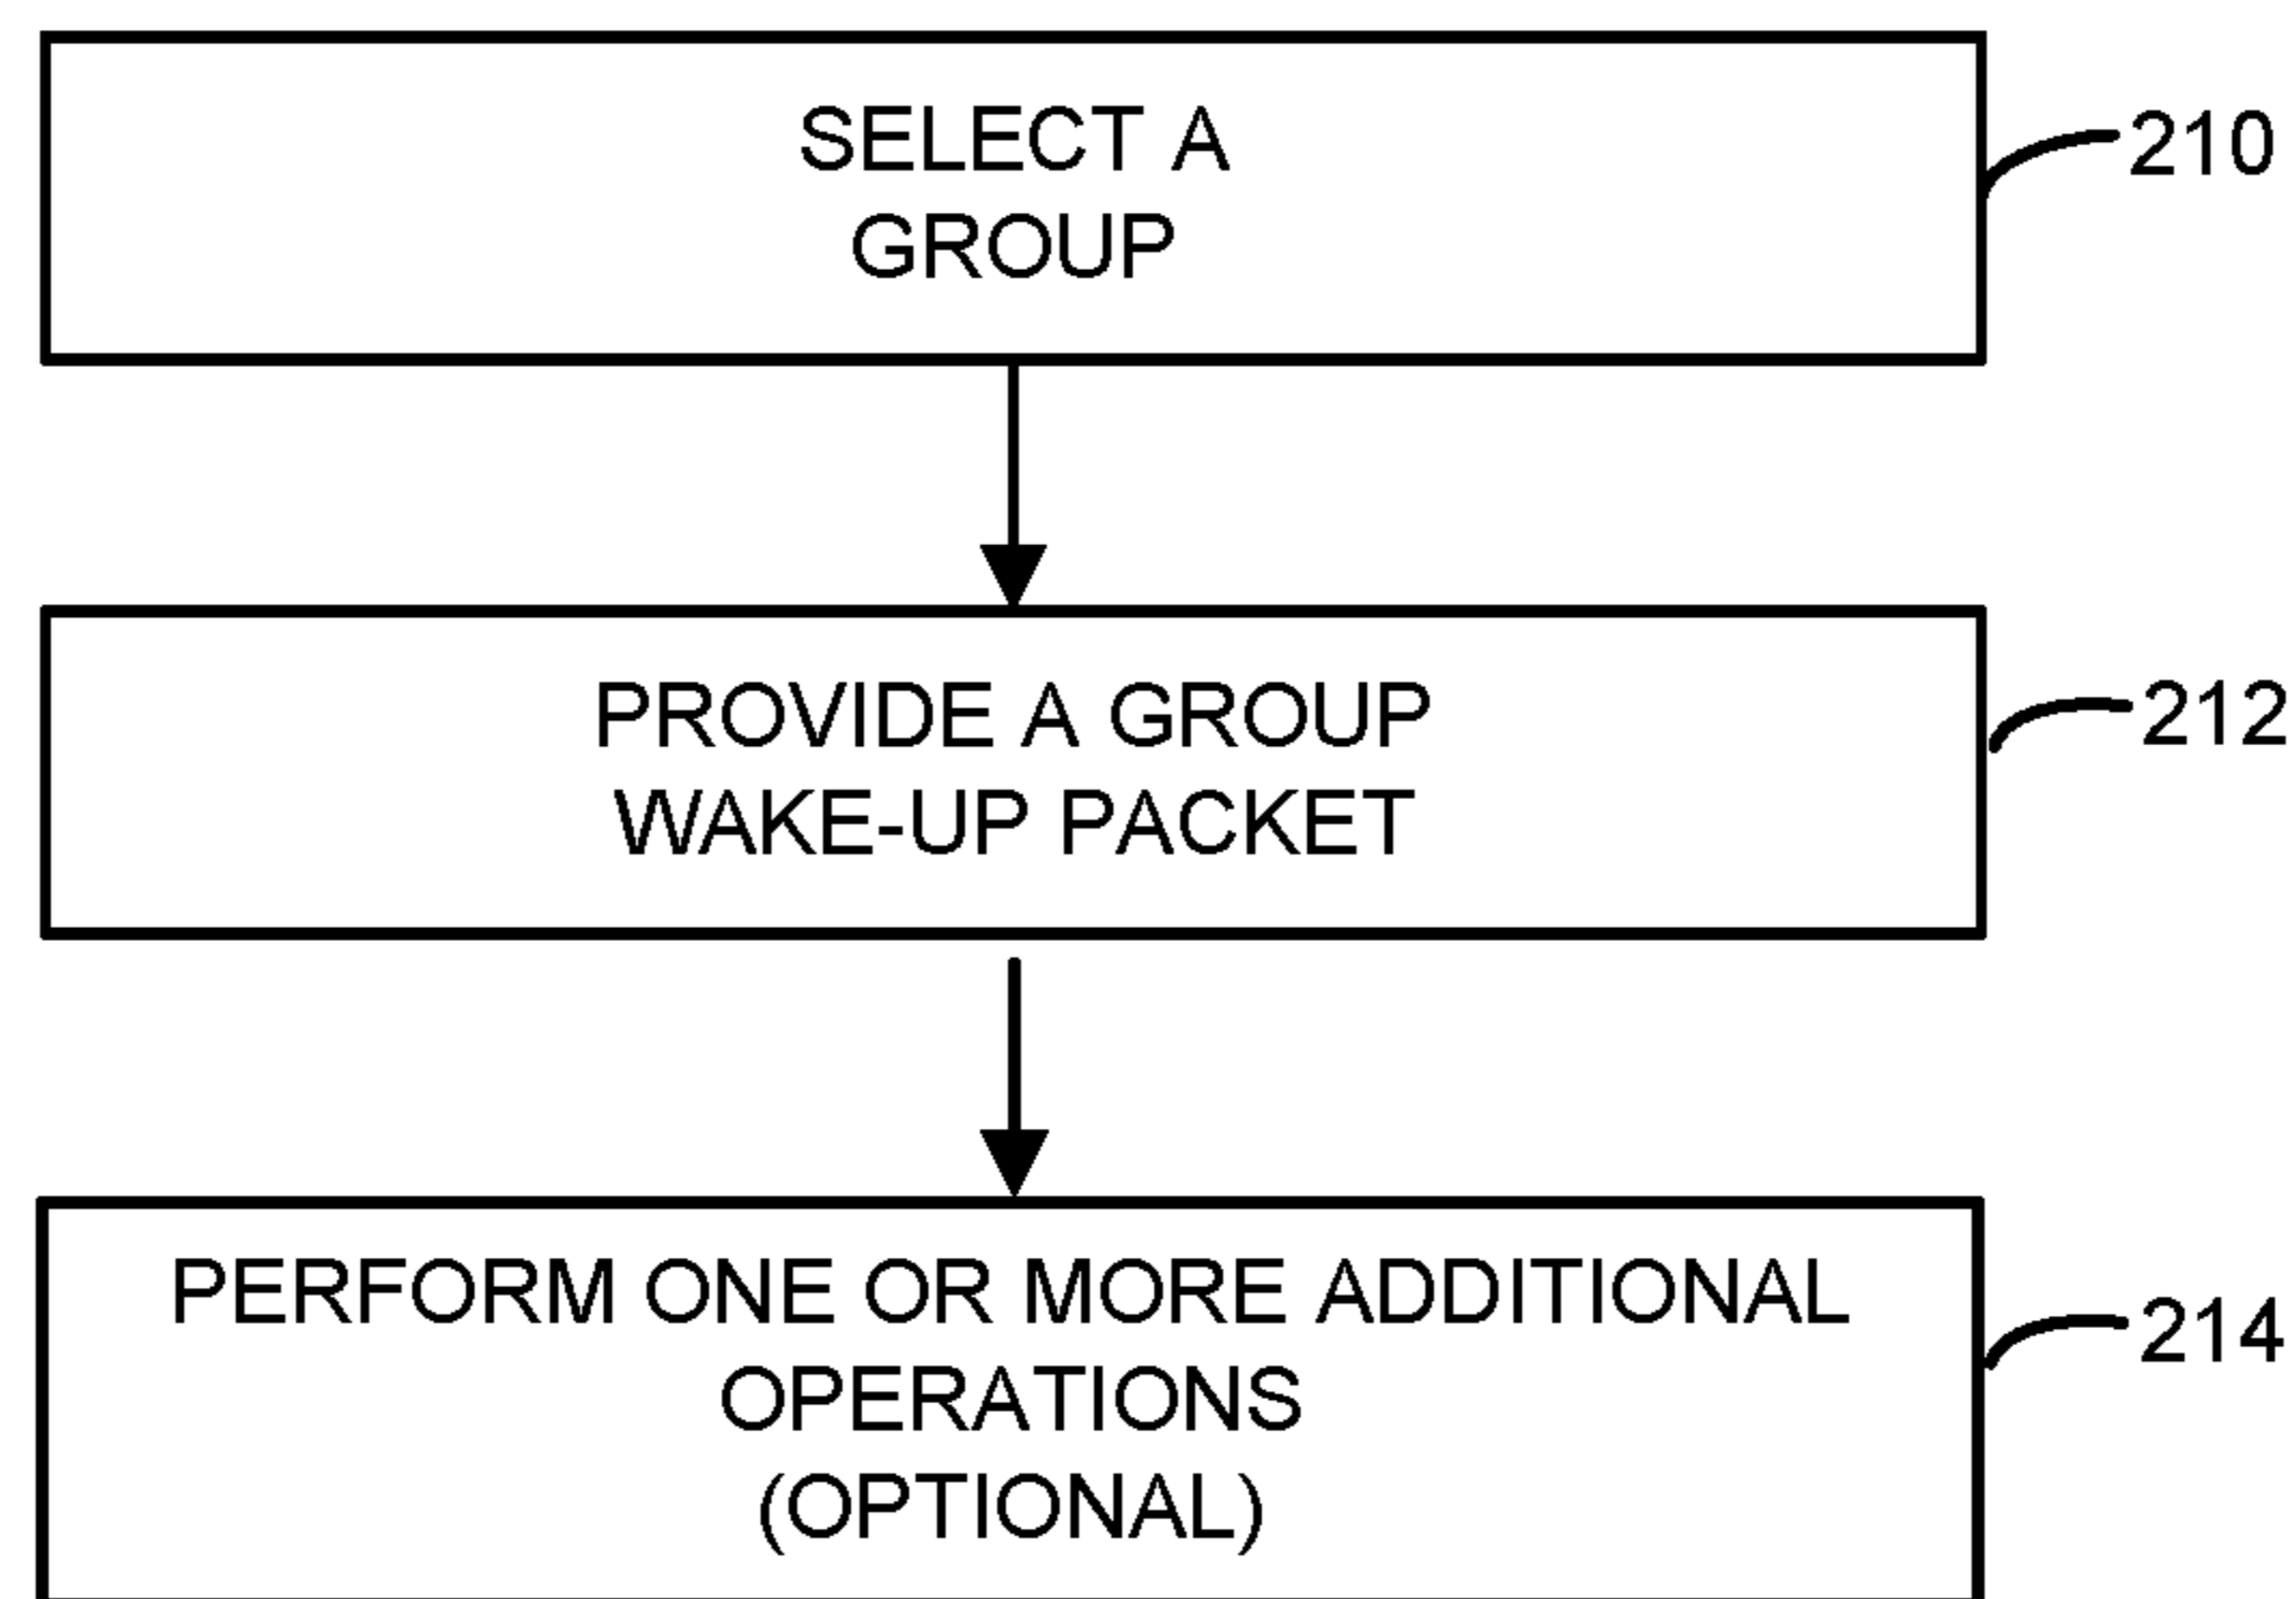 SELECT A
GROUP
210
PROVIDE A GROUP
WAKE-UP PACKET
212
PERFORM ONE OR MORE ADDITIONAL
OPERATIONS
(OPTIONAL)
214